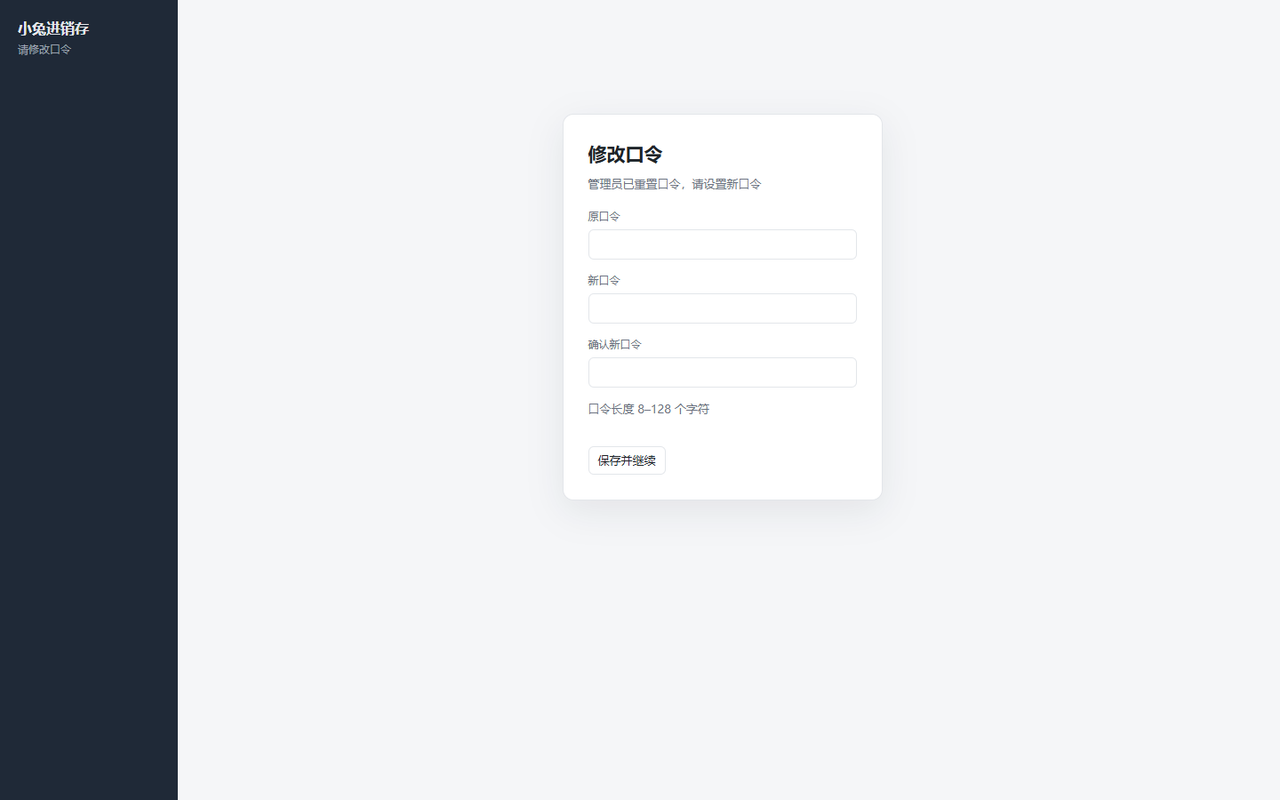 小兔进销存
请修改口令
修改口令
管理员已重置口令，请设置新口令
原口令
新口令
确认新口令
口令长度 8–128 个字符
保存并继续